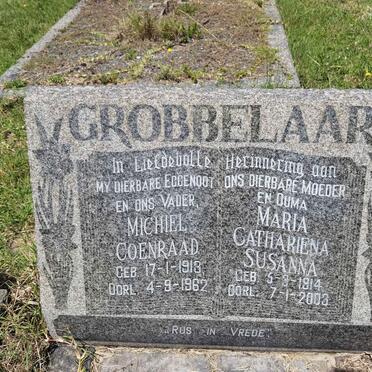 GROBBELAAR
In Liefdevolle Herinnering aan
MY DIERBARE EGGENOOT
EN ONS VADER,
MICHIEL
COENRAAD
GEB. 17-1-1918
OORL. 4-9-1962
ONS DIERBARE MOEDER
EN OUMA
MARIA
CATHARIENA
SUSANNA
GEB 5-3-1914
OORL. 7-1-2003
"RUS IN VREDE"